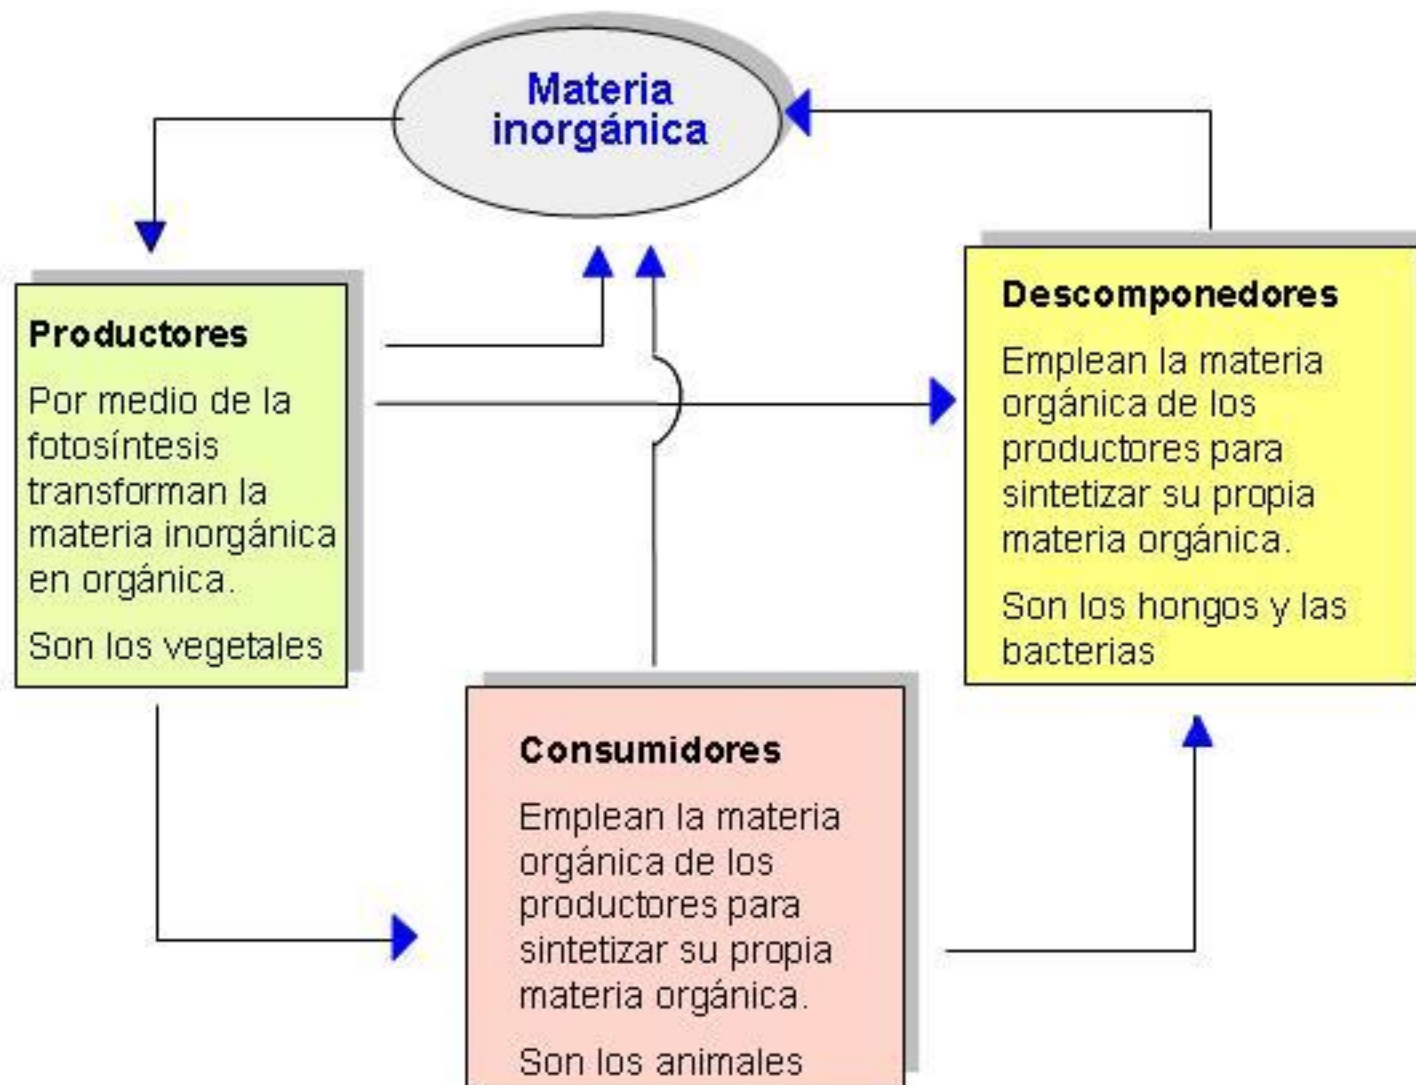 Materia
inorgánica
Productores
Por medio de la
fotosíntesis
transforman la
materia inorgánica
en orgánica.
Son los vegetales
Descomponedores
Emplean la materia
orgánica de los
productores para
sintetizar su propia
materia orgánica.
Son los hongos y las
bacterias
Consumidores
Emplean la materia
orgánica de los
productores para
sintetizar su propia
materia orgánica.
Son los animales